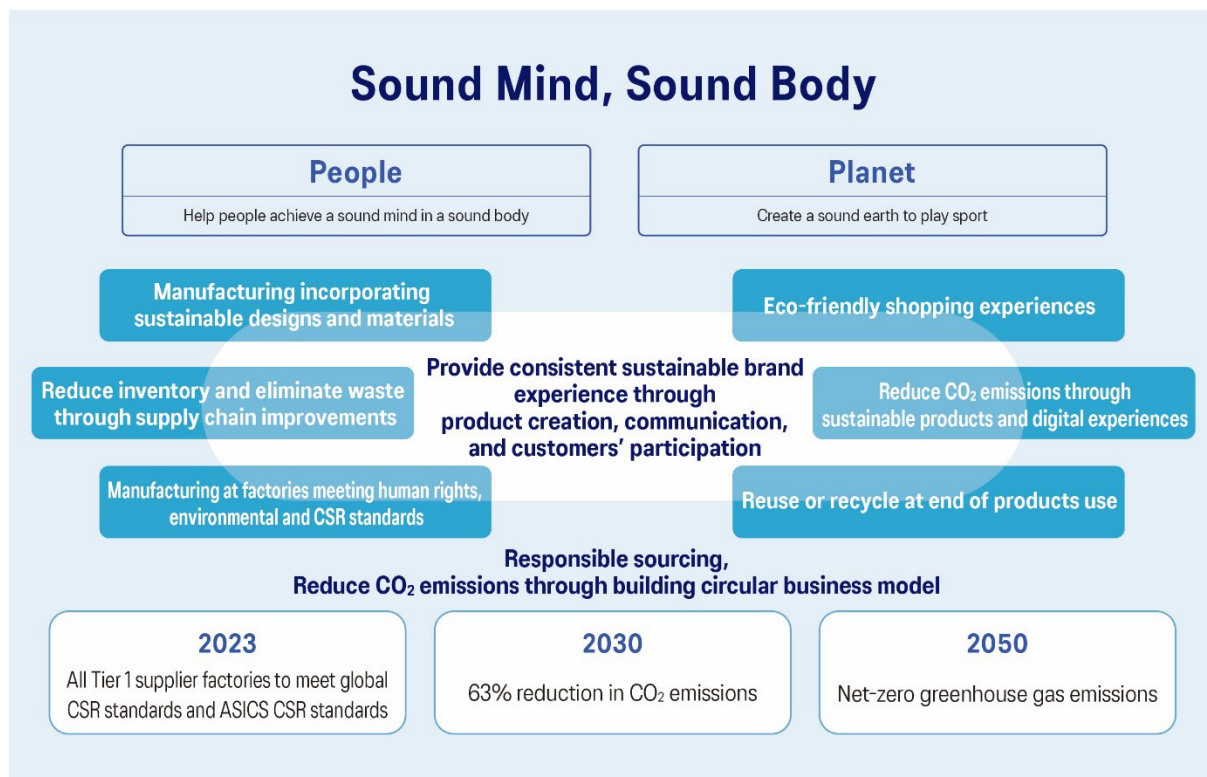 Sound Mind, Sound Body
People
Help people achieve a sound mind in a sound body
Planet
Create a sound earth to play sport
Manufacturing incorporating
sustainable designs and materials
Eco-friendly shopping experiences
Reduce inventory and eliminate waste
through supply chain improvements
Provide consistent sustainable brand
experience through
product creation, communication,
and customers’ participation
Reduce CO₂ emissions through
sustainable products and digital experiences
Manufacturing at factories meeting human rights,
environmental and CSR standards
Reuse or recycle at end of products use
Responsible sourcing,
Reduce CO₂ emissions through building circular business model
2023
All Tier 1 supplier factories to meet global
CSR standards and ASICS CSR standards
2030
63% reduction in CO₂ emissions
2050
Net-zero greenhouse gas emissions